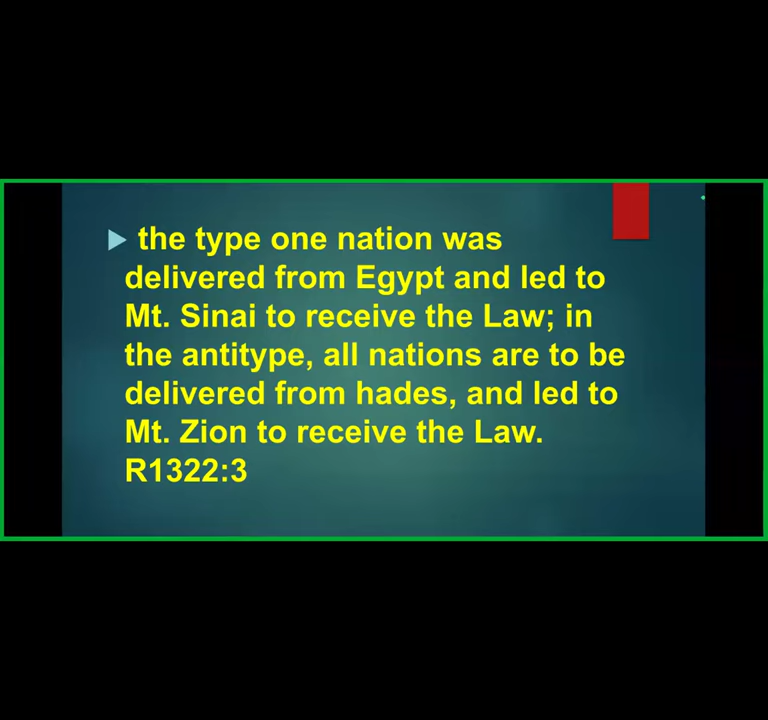 the type one nation was
delivered from Egypt and led to
Mt. Sinai to receive the Law; in
the antitype, all nations are to be
delivered from hades, and led to
Mt. Zion to receive the Law.
R1322:3